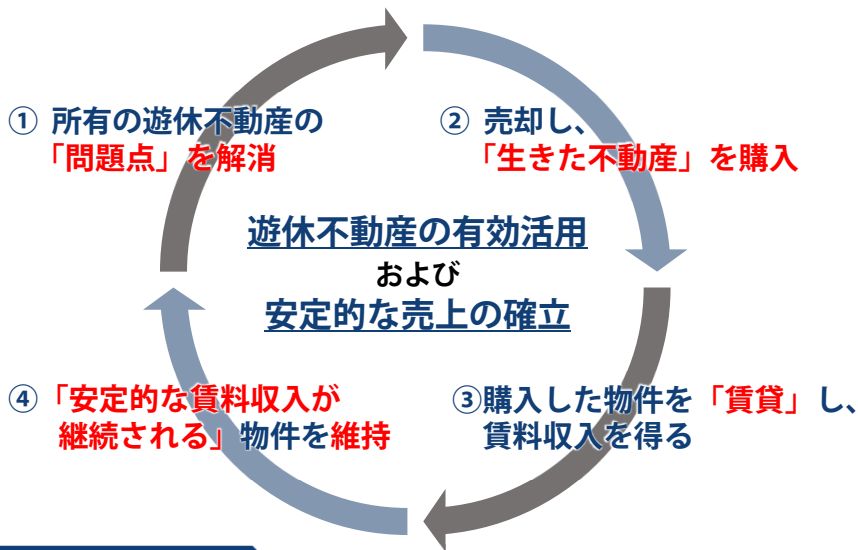 ① 所有の遊休不動産の
「問題点」を解消
② 売却し、
「生きた不動産」を購入
遊休不動産の有効活用
および
安定的な売上の確立
③購入した物件を「賃貸」し、
賃料収入を得る
④「安定的な賃料収入が
継続される」物件を維持